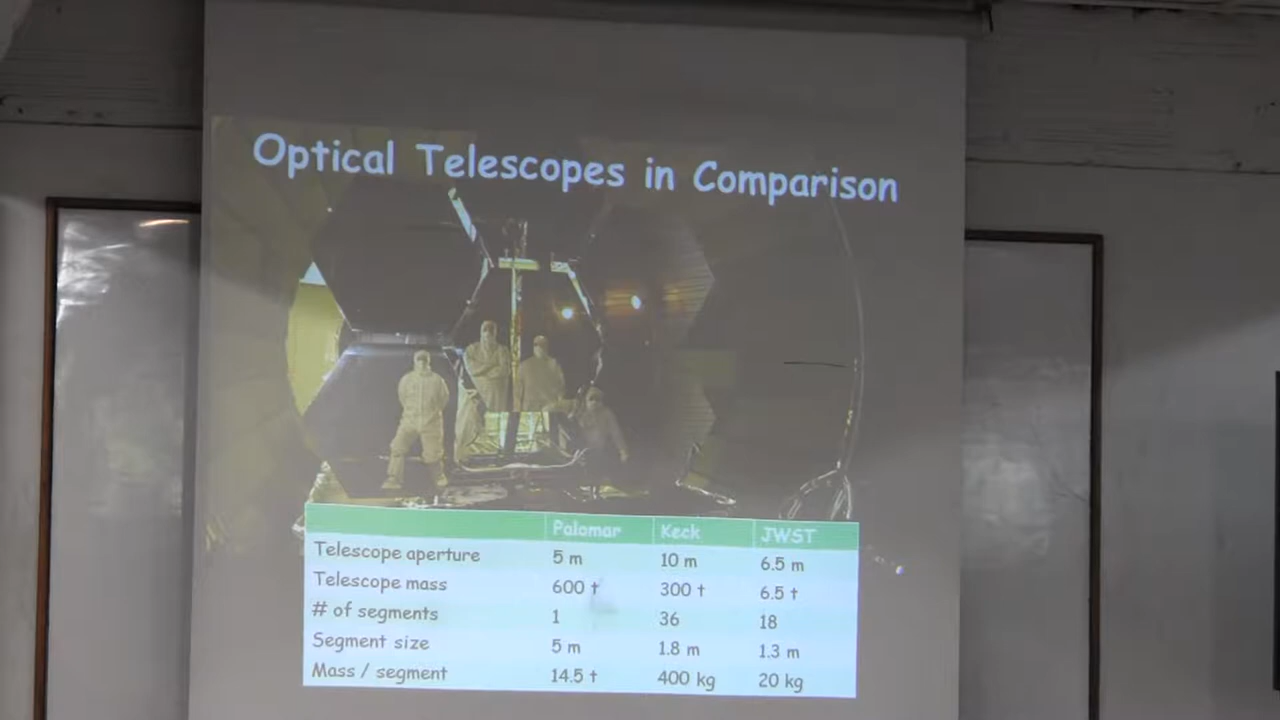 Optical Telescopes in Comparison
Palomar Keck JWST
Telescope aperture 5 m 10 m 6.5 m
Telescope mass 600 t 300 t 6.5 t
# of segments 1 36 18
Segment size 5 m 1.8 m 1.3 m
Mass / segment 14.5 t 400 kg 20 kg